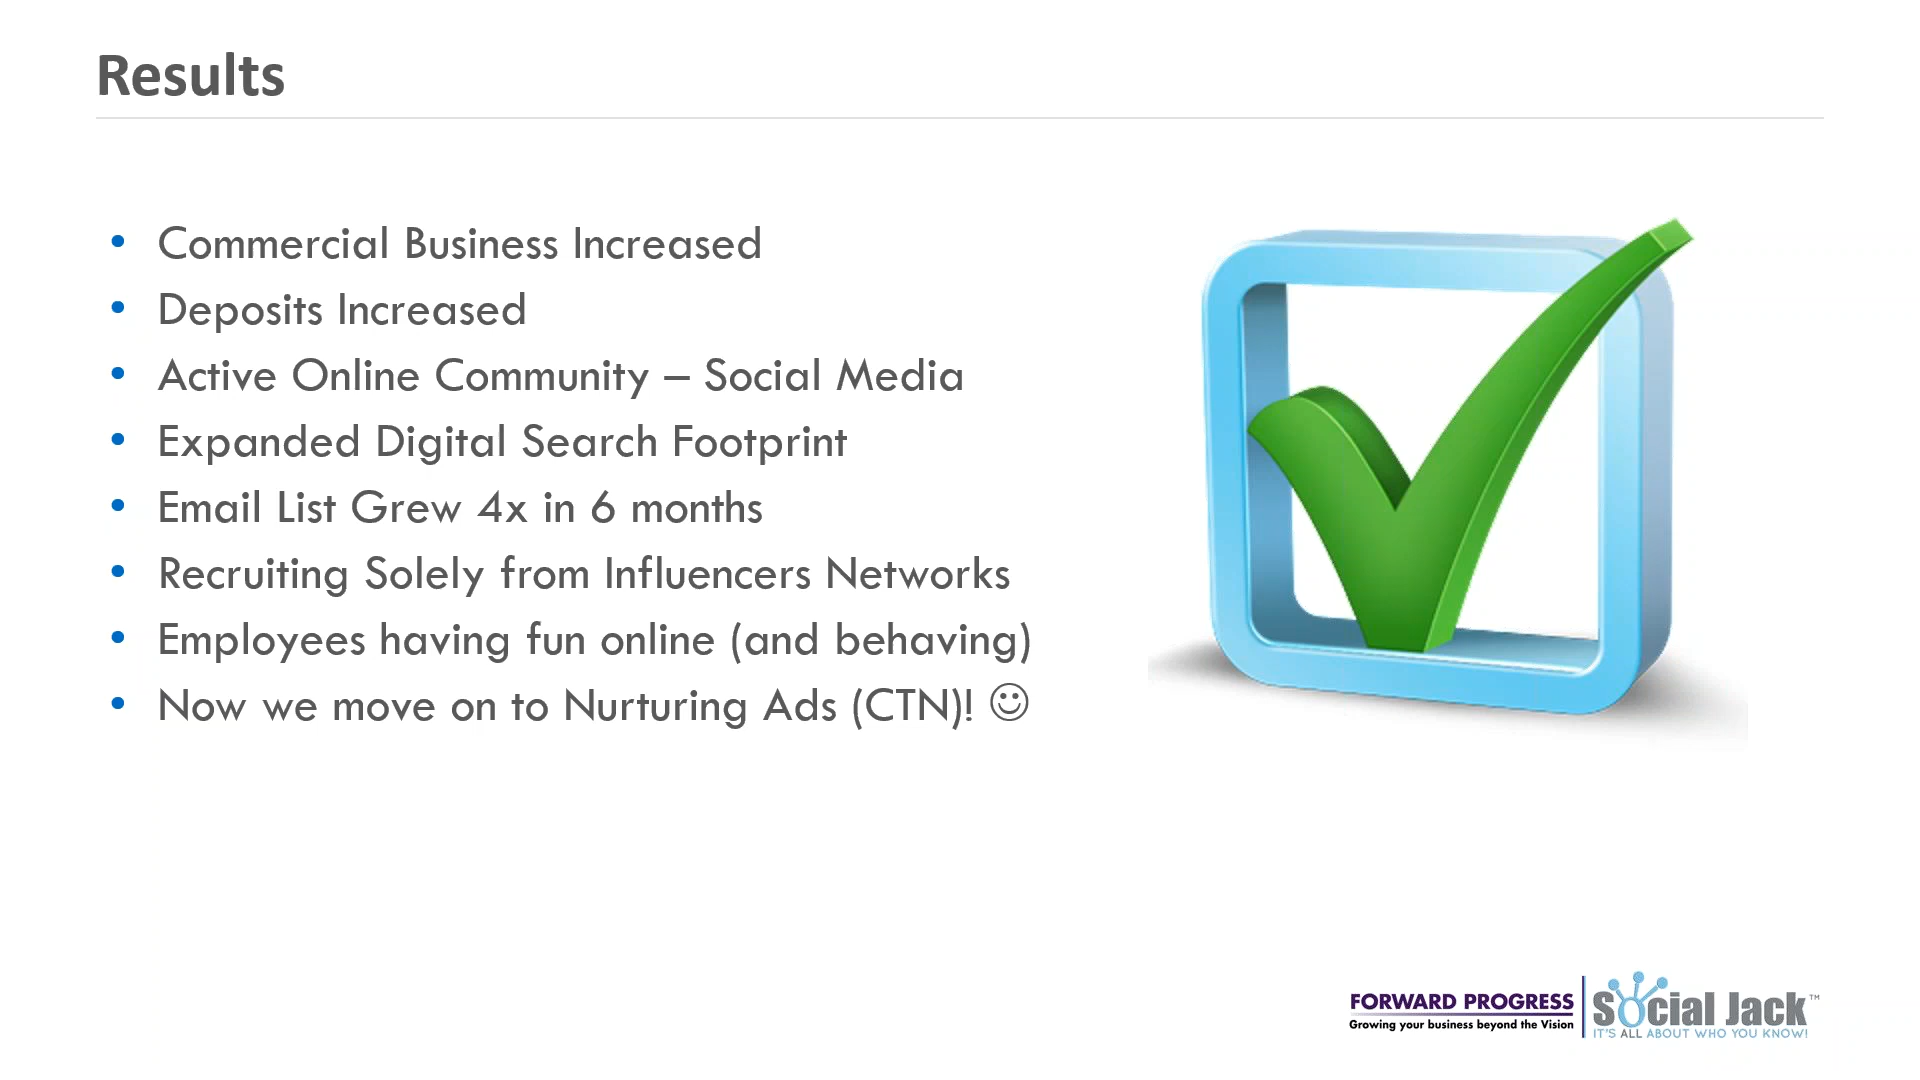 Results
• Commercial Business Increased
• Deposits Increased
• Active Online Community – Social Media
• Expanded Digital Search Footprint
• Email List Grew 4x in 6 months
• Recruiting Solely from Influencers Networks
• Employees having fun online (and behaving)
• Now we move on to Nurturing Ads (CTN)! ☺
FORWARD PROGRESS
Growing your business beyond the Vision
Social Jack™
IT'S ALL ABOUT WHO YOU KNOW!